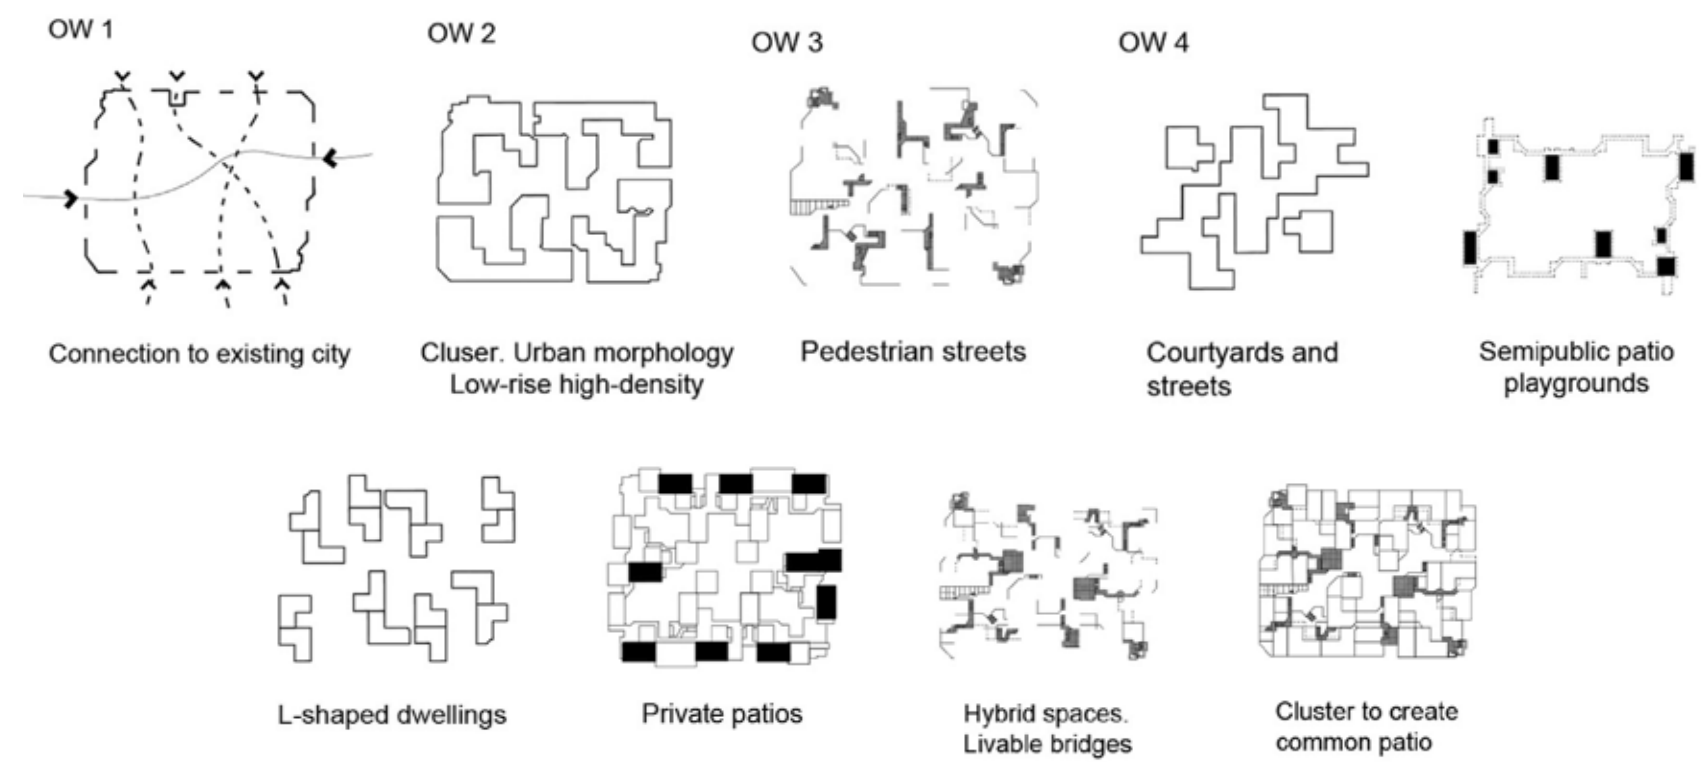 OW 1
OW 2
OW 3
OW 4
Connection to existing city
Cluser. Urban morphology
Low-rise high-density
Pedestrian streets
Courtyards and
streets
Semipublic patio
playgrounds
L-shaped dwellings
Private patios
Hybrid spaces.
Livable bridges
Cluster to create
common patio